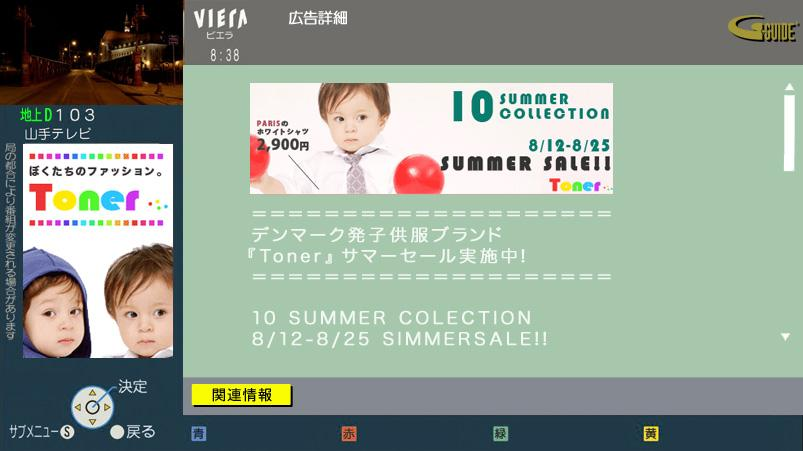 VIErA
ビエラ
8:38
広告詳細
G-GUIDE
地上D103
山手テレビ
局の都合により番組が変更される場合があります
ぼくたちのファッション。
Toner
10 SUMMER
COLLECTION
PARISの
ホワイトシャツ
2,900円
8/12-8/25
SUMMER SALE!!
Toner
====================
デンマーク発子供服ブランド
『Toner』サマーセール実施中!
====================
10 SUMMER COLECTION
8/12-8/25 SIMMERSALE!!
関連情報
決定
サブメニューS
戻る
青
赤
緑
黄